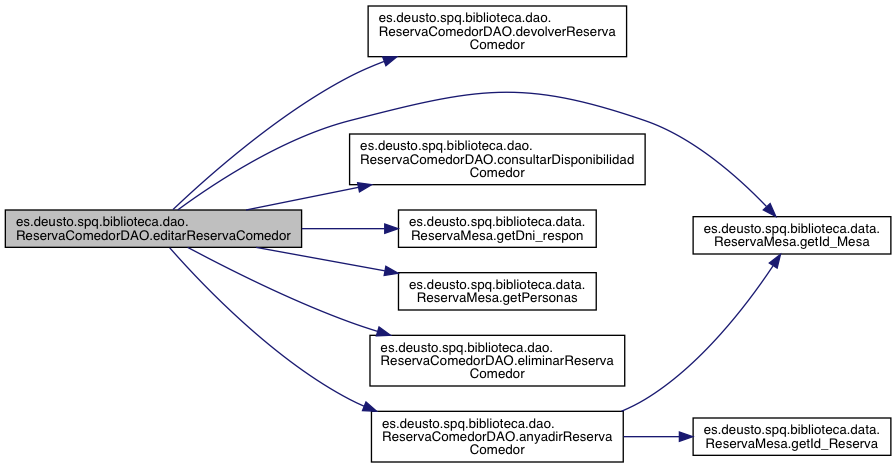 es.deusto.spq.biblioteca.dao.
ReservaComedorDAO.devolverReserva
Comedor
es.deusto.spq.biblioteca.dao.
ReservaComedorDAO.consultarDisponibilidad
Comedor
es.deusto.spq.biblioteca.dao.
ReservaComedorDAO.editarReservaComedor
es.deusto.spq.biblioteca.data.
ReservaMesa.getDni_respon
es.deusto.spq.biblioteca.data.
ReservaMesa.getId_Mesa
es.deusto.spq.biblioteca.data.
ReservaMesa.getPersonas
es.deusto.spq.biblioteca.dao.
ReservaComedorDAO.eliminarReserva
Comedor
es.deusto.spq.biblioteca.dao.
ReservaComedorDAO.anyadirReserva
Comedor
es.deusto.spq.biblioteca.data.
ReservaMesa.getId_Reserva